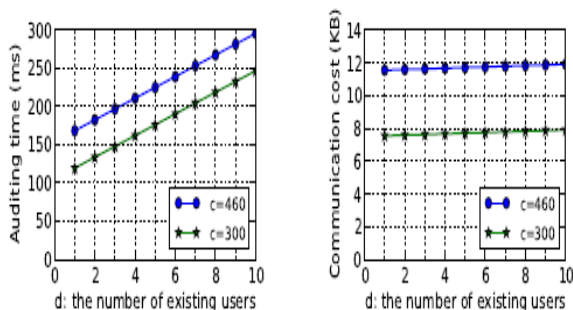 Auditing time (ms)
300
250
200
150
100
50
0
c=460
c=300
0 2 4 6 8 10
d: the number of existing users
Communication cost (KB)
14
12
10
8
6
4
2
0
c=460
c=300
0 2 4 6 8 10
d: the number of existing users